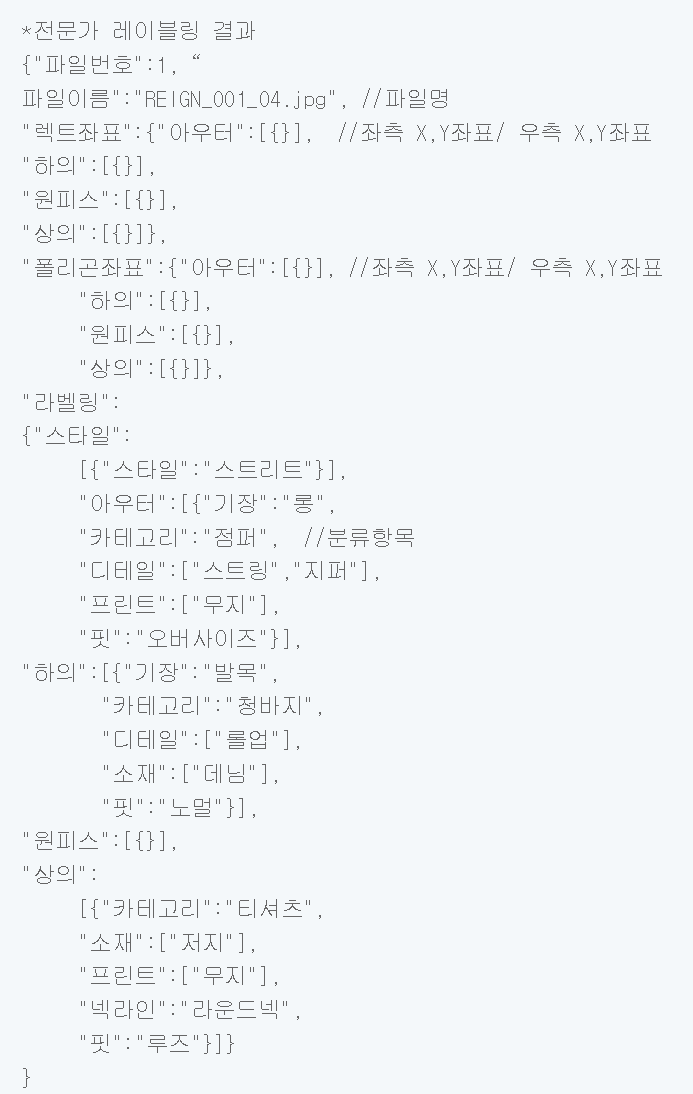 *전문가 레이블링 결과
{"파일번호":1, “
파일이름":"REIGN_001_04.jpg", //파일명
"렉트좌표":{"아우터":[{}],  //좌측 X,Y좌표/ 우측 X,Y좌표
"하의":[{}],
"원피스":[{}],
"상의":[{}]},
"폴리곤좌표":{"아우터":[{}], //좌측 X,Y좌표/ 우측 X,Y좌표
"하의":[{}],
"원피스":[{}],
"상의":[{}]},
"라벨링":
{"스타일":
[{"스타일":"스트리트"}],
"아우터":[{"기장":"롱",
"카테고리":"점퍼",  //분류항목
"디테일":["스트링","지퍼"],
"프린트":["무지"],
"핏":"오버사이즈"}],
"하의":[{"기장":"발목",
"카테고리":"청바지",
"디테일":["롤업"],
"소재":["데님"],
"핏":"노멀"}],
"원피스":[{}],
"상의":
[{"카테고리":"티셔츠",
"소재":["저지"],
"프린트":["무지"],
"넥라인":"라운드넥",
"핏":"루즈"}]}
}